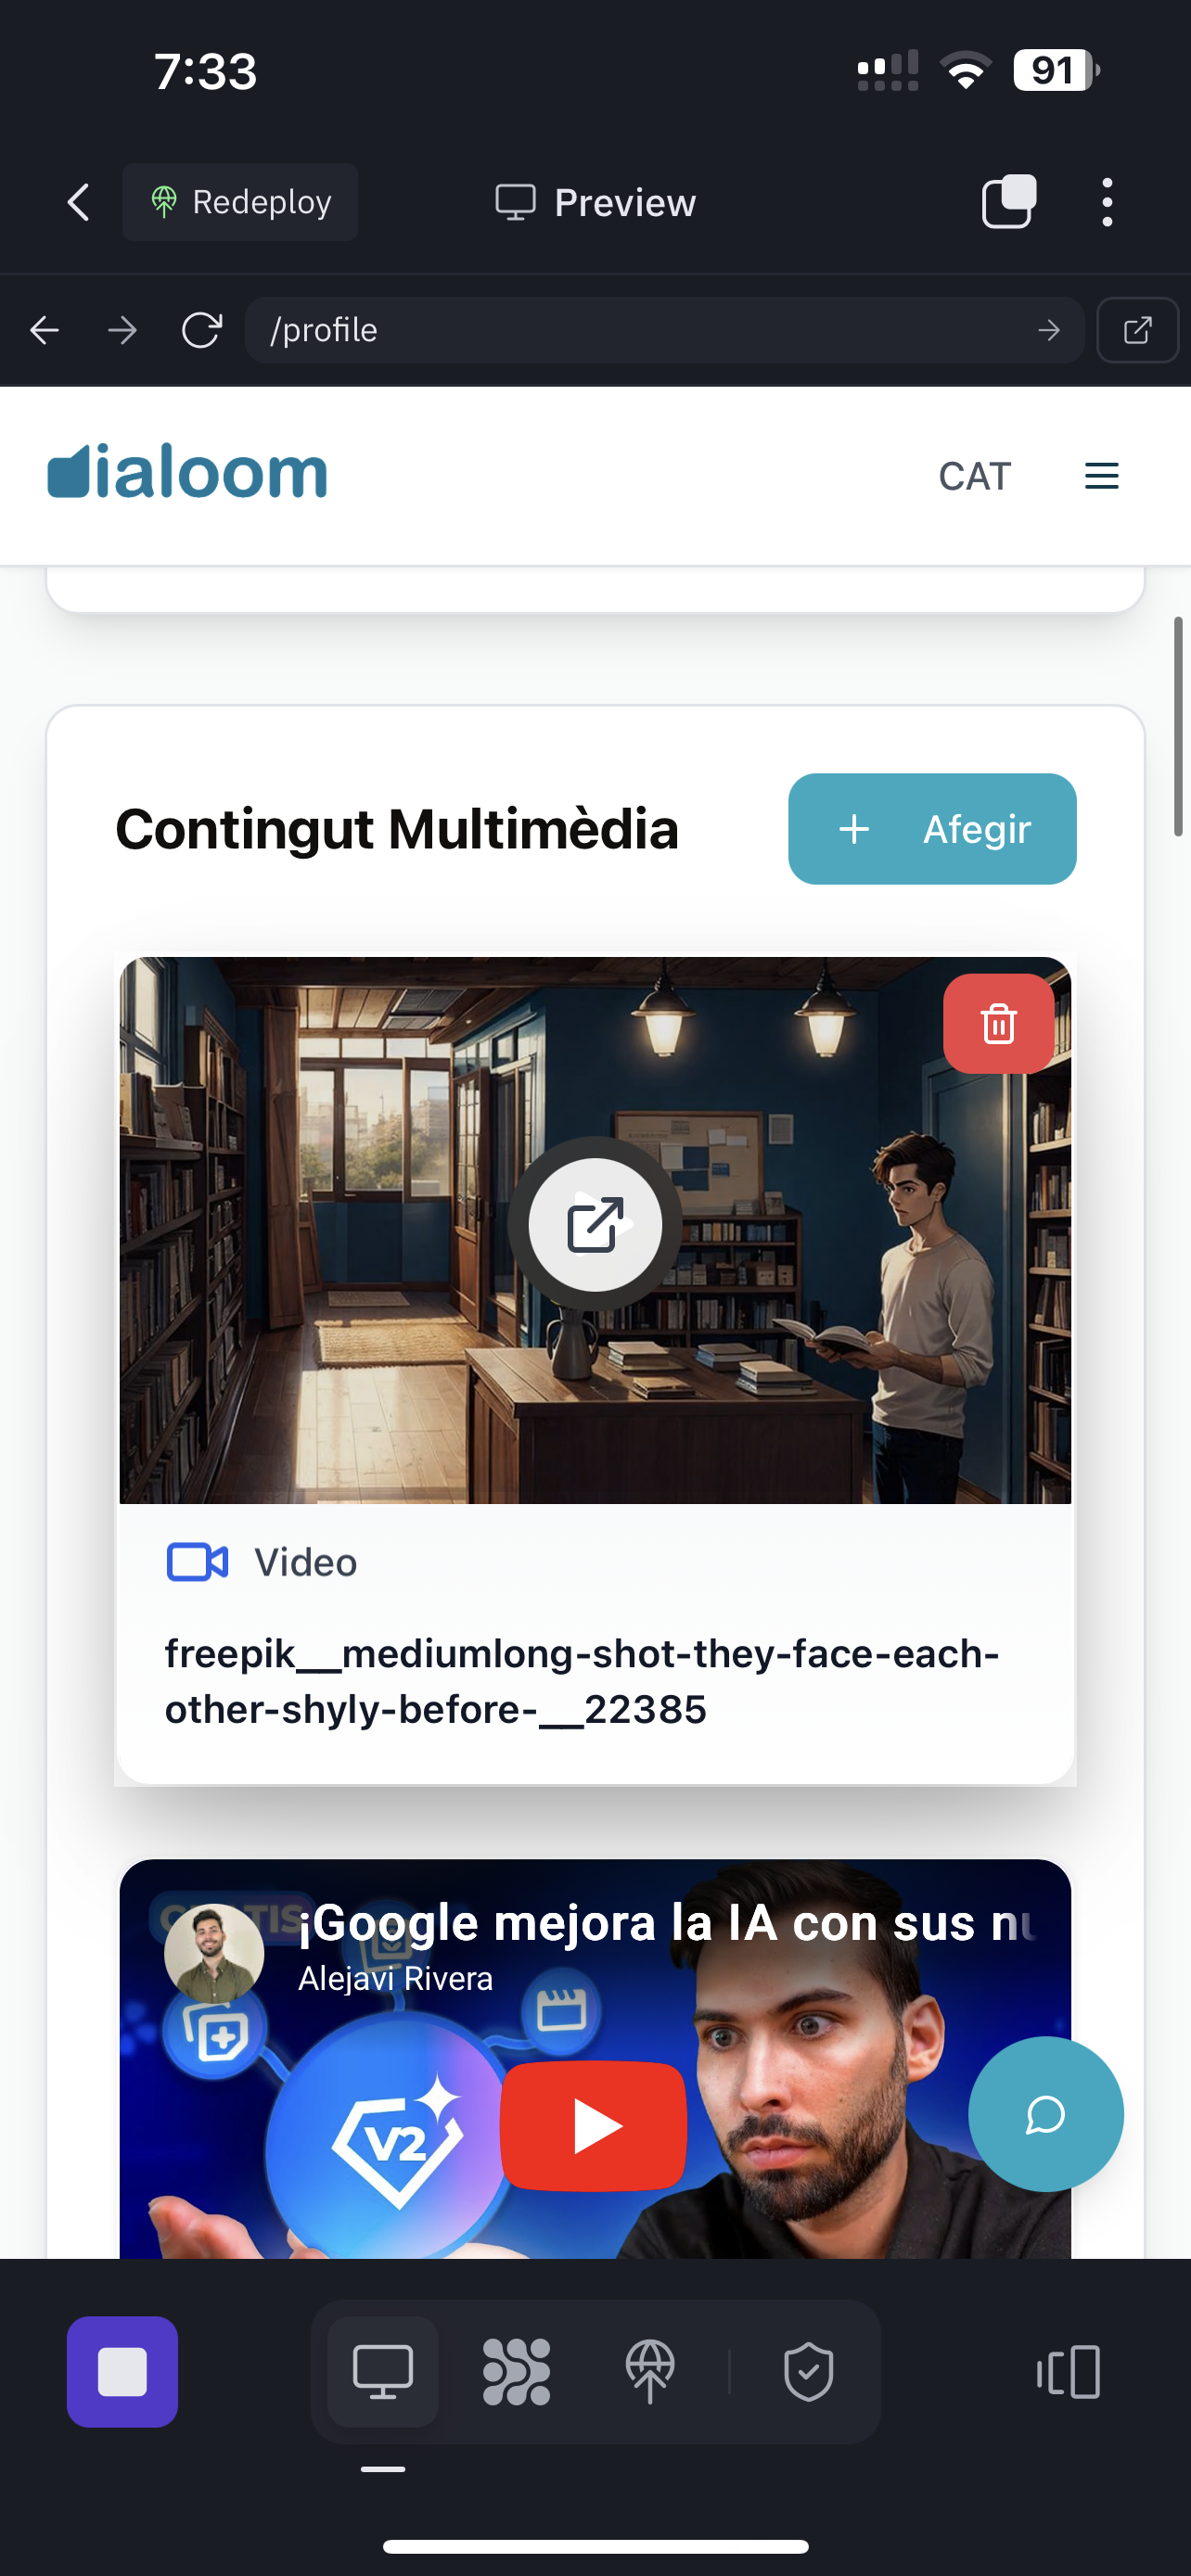 7:33
91
Redeploy
Preview
/profile
dialoom
CAT
Contingut Multimèdia
Afegir
Video
freepik__mediumlong-shot-they-face-each-
other-shyly-before-__22385
¡Google mejora la IA con sus nu
Alejavi Rivera
V2